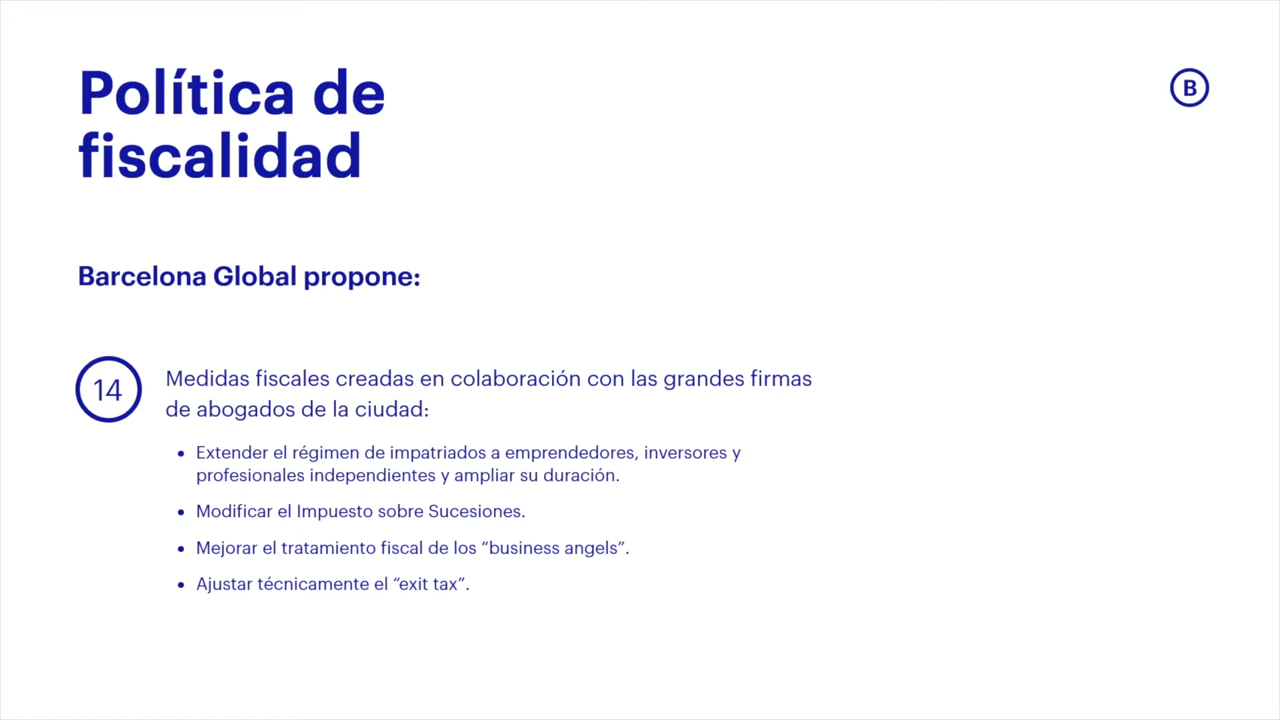 Política de
fiscalidad
B
Barcelona Global propone:
14
Medidas fiscales creadas en colaboración con las grandes firmas
de abogados de la ciudad:
• Extender el régimen de impatriados a emprendedores, inversores y
profesionales independientes y ampliar su duración.
• Modificar el Impuesto sobre Sucesiones.
• Mejorar el tratamiento fiscal de los “business angels”.
• Ajustar técnicamente el “exit tax”.